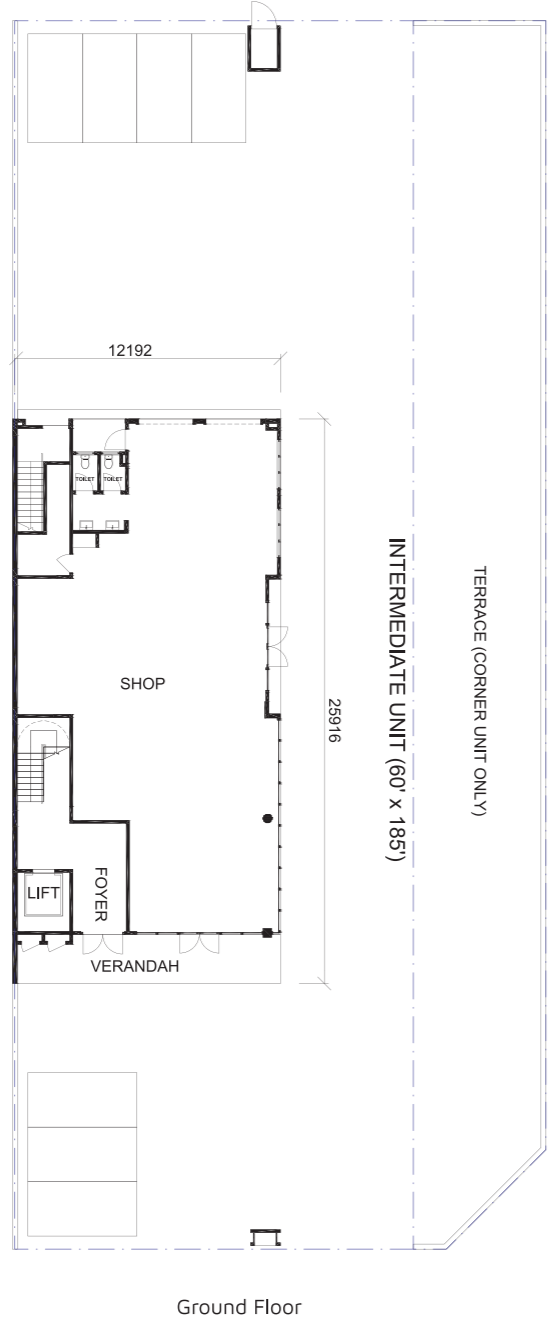 12192
TOILET
TOILET
INTERMEDIATE UNIT (60' x 185')
TERRACE (CORNER UNIT ONLY)
SHOP
25916
LIFT
FOYER
VERANDAH
Ground Floor